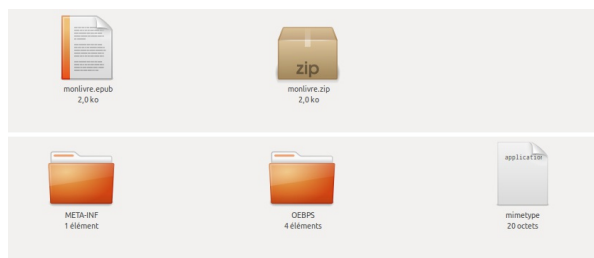 zip
monlivre.epub
2,0 ko
monlivre.zip
2,0 ko
application
META-INF
1 élément
OEBPS
4 éléments
mimetype
20 octets